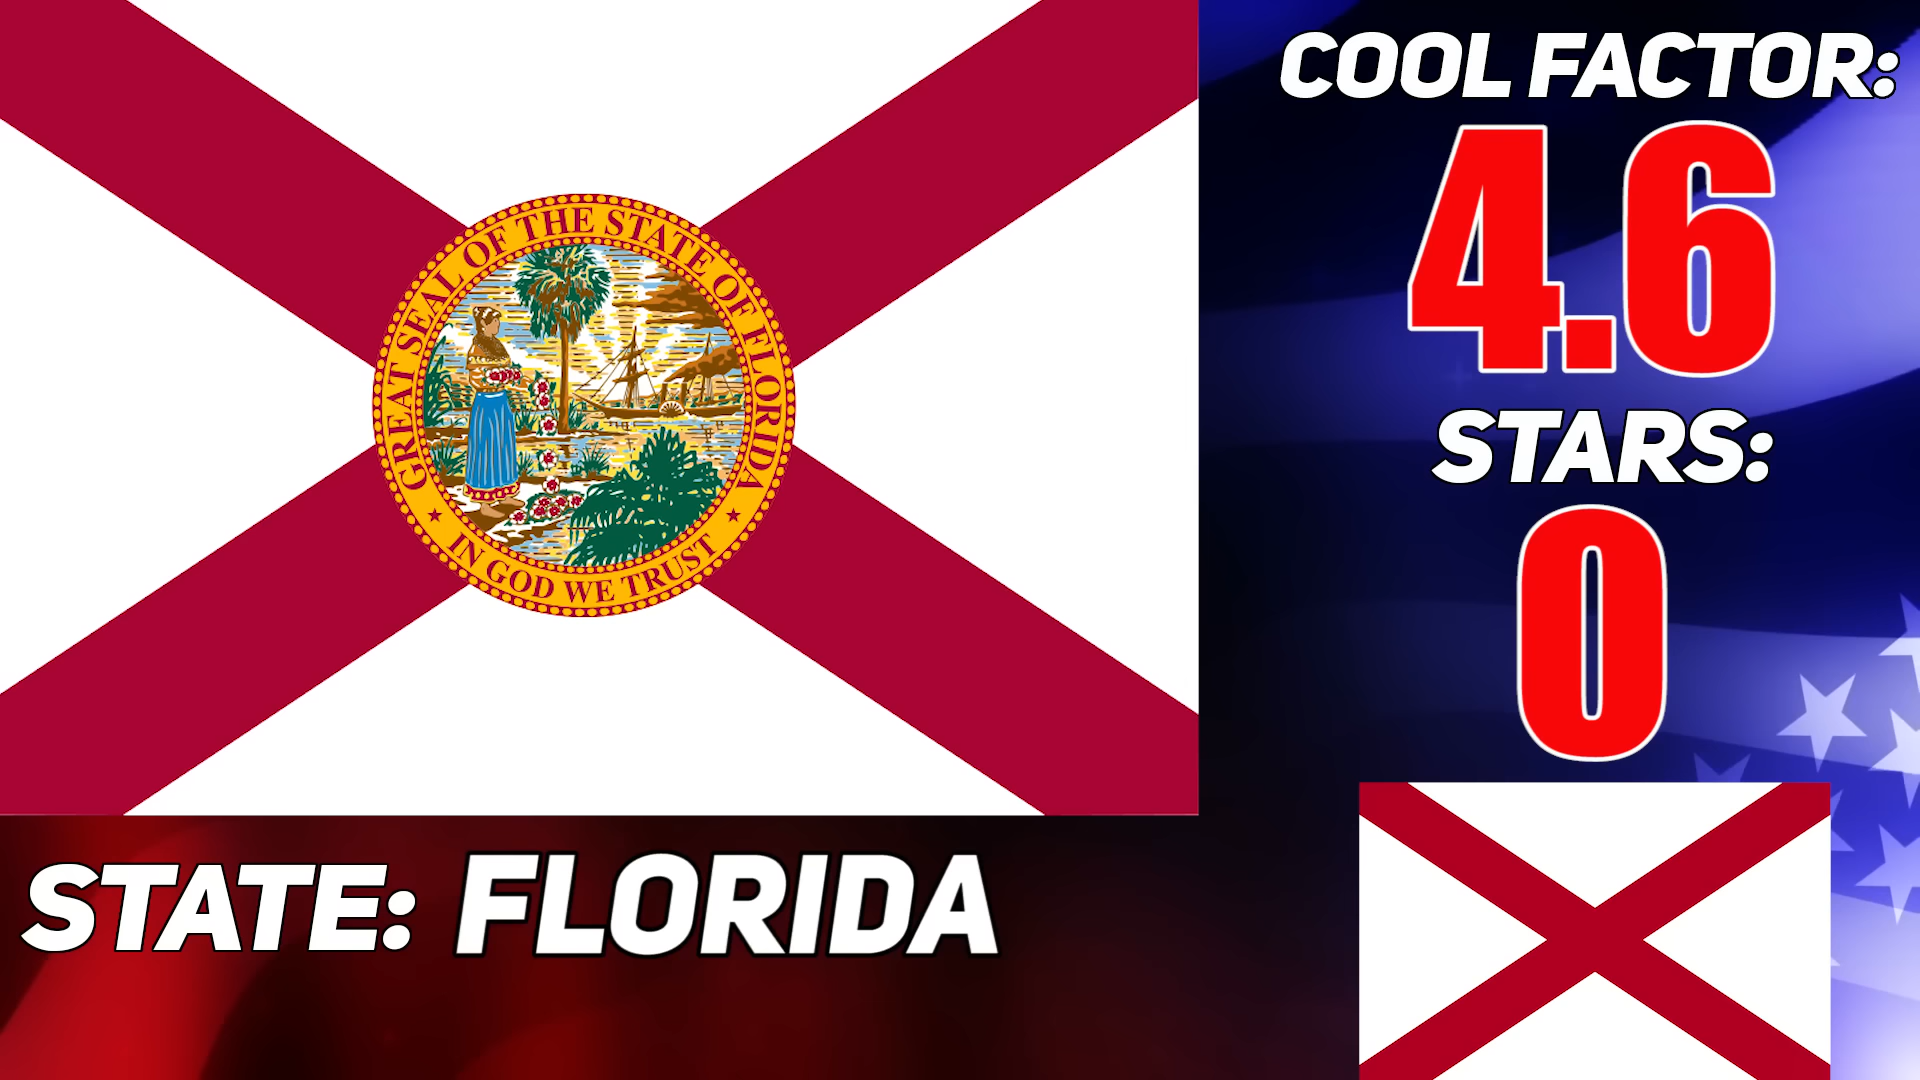 COOL FACTOR:
4.6
STARS:
0
GREAT SEAL OF THE STATE OF FLORIDA
IN GOD WE TRUST
STATE: FLORIDA